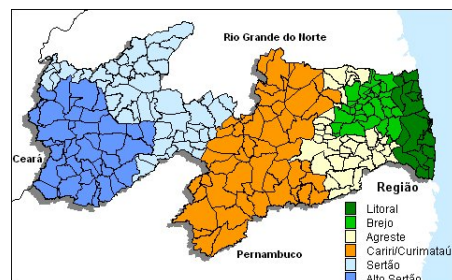 Rio Grande do Norte
Ceará
Pernambuco
Região
Litoral
Brejo
Agreste
Cariri/Curimataú
Sertão
Alto Sertão